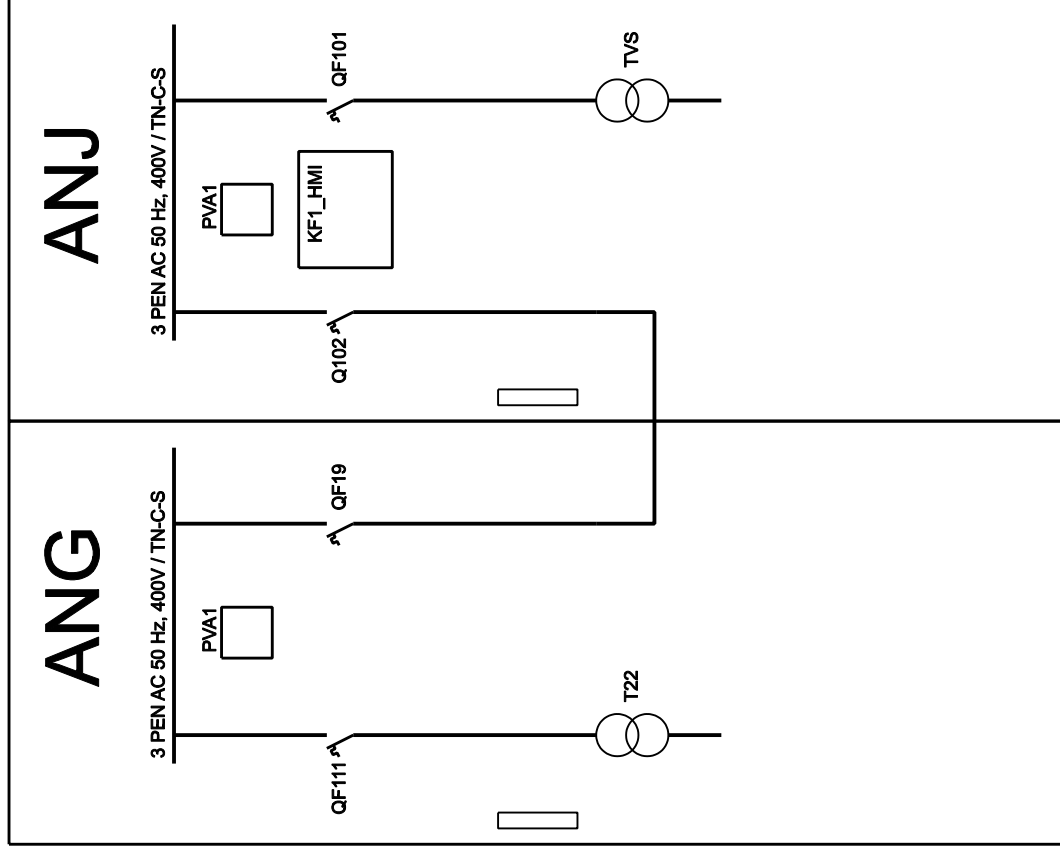 ANG
3 PEN AC 50 Hz, 400V / TN-C-S
PVA1
QF111
QF19
T22
ANJ
3 PEN AC 50 Hz, 400V / TN-C-S
PVA1
KF1_HMI
Q102
QF101
TVS